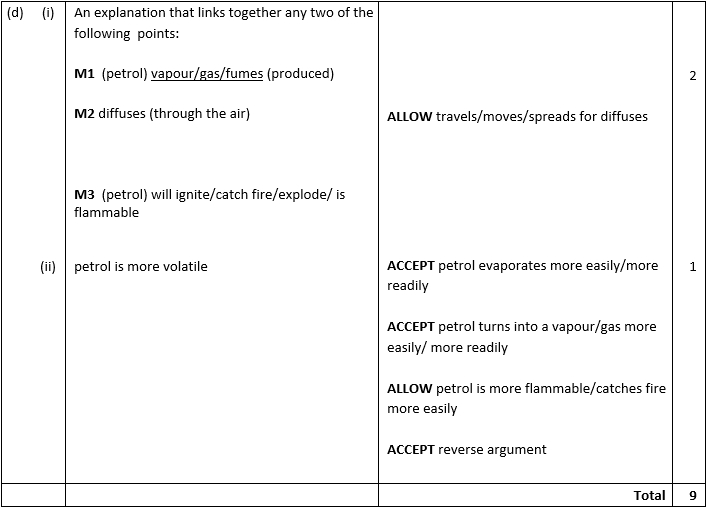 (d) (i) An explanation that links together any two of the
following points:
M1 (petrol) vapour/gas/fumes (produced)
2
M2 diffuses (through the air)
ALLOW travels/moves/spreads for diffuses
M3 (petrol) will ignite/catch fire/explode/ is
flammable
(ii) petrol is more volatile
ACCEPT petrol evaporates more easily/more
readily
1
ACCEPT petrol turns into a vapour/gas more
easily/ more readily
ALLOW petrol is more flammable/catches fire
more easily
ACCEPT reverse argument
Total 9